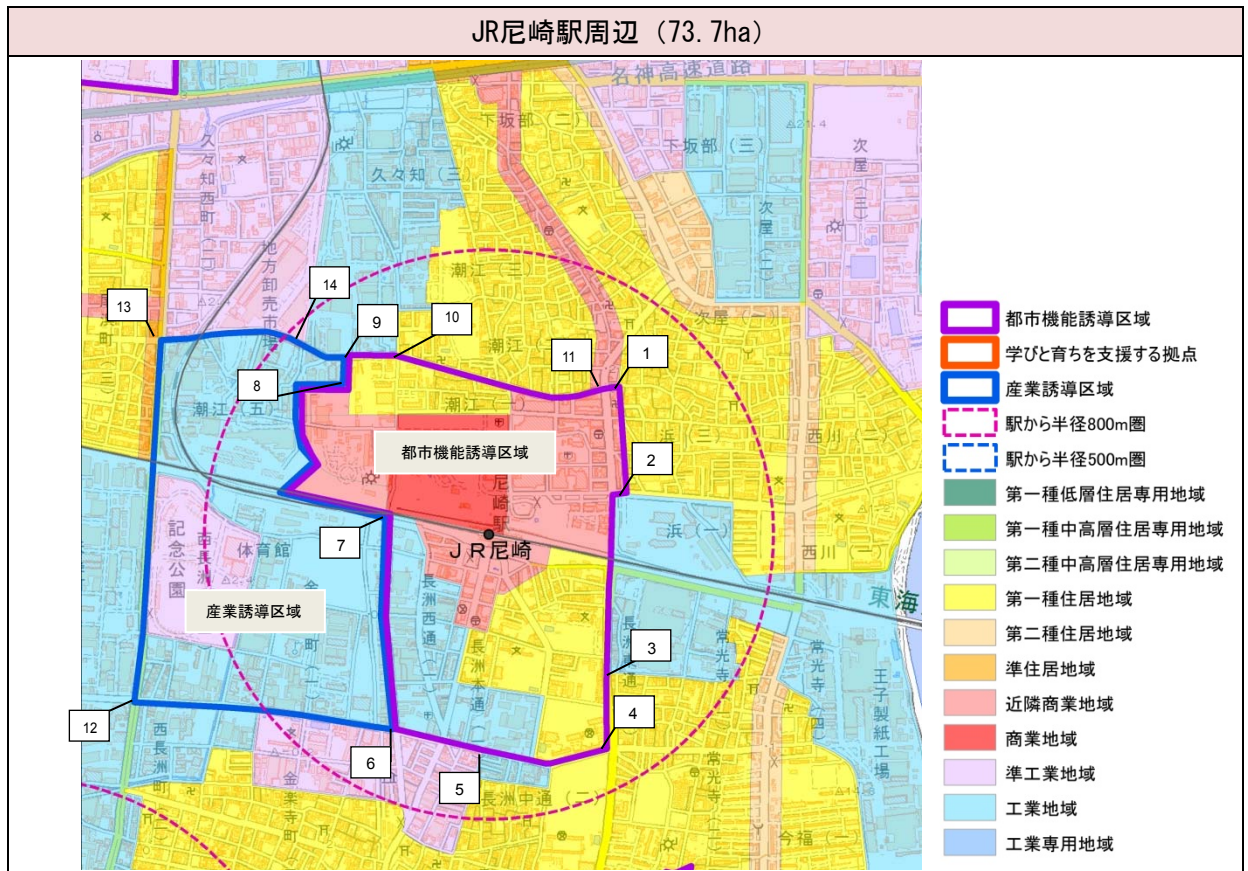 JR尼崎駅周辺（73.7ha）
名神高速道路
下坂部（二）
下坂部（三）
久々知西町（二）
久々知（三）
次屋（三）
次屋（二）
地方卸売市場
潮江（三）
次屋（一）
13
14
9
10
11
1
8
潮江（五）
潮江（一）
浜（三）
西川（二）
都市機能誘導区域
2
尼崎駅
7
JR尼崎
浜（一）
西川（一）
記念公園
体育館
東海
産業誘導区域
長洲西通（一）
長洲本通（一）
3
常光寺
常光寺（四）
王子製紙工場
12
西長洲町
6
5
4
金楽寺町
長洲中通（二）
今福（一）
都市機能誘導区域
学びと育ちを支援する拠点
産業誘導区域
駅から半径800m圏
駅から半径500m圏
第一種低層住居専用地域
第一種中高層住居専用地域
第二種中高層住居専用地域
第一種住居地域
第二種住居地域
準住居地域
近隣商業地域
商業地域
準工業地域
工業地域
工業専用地域